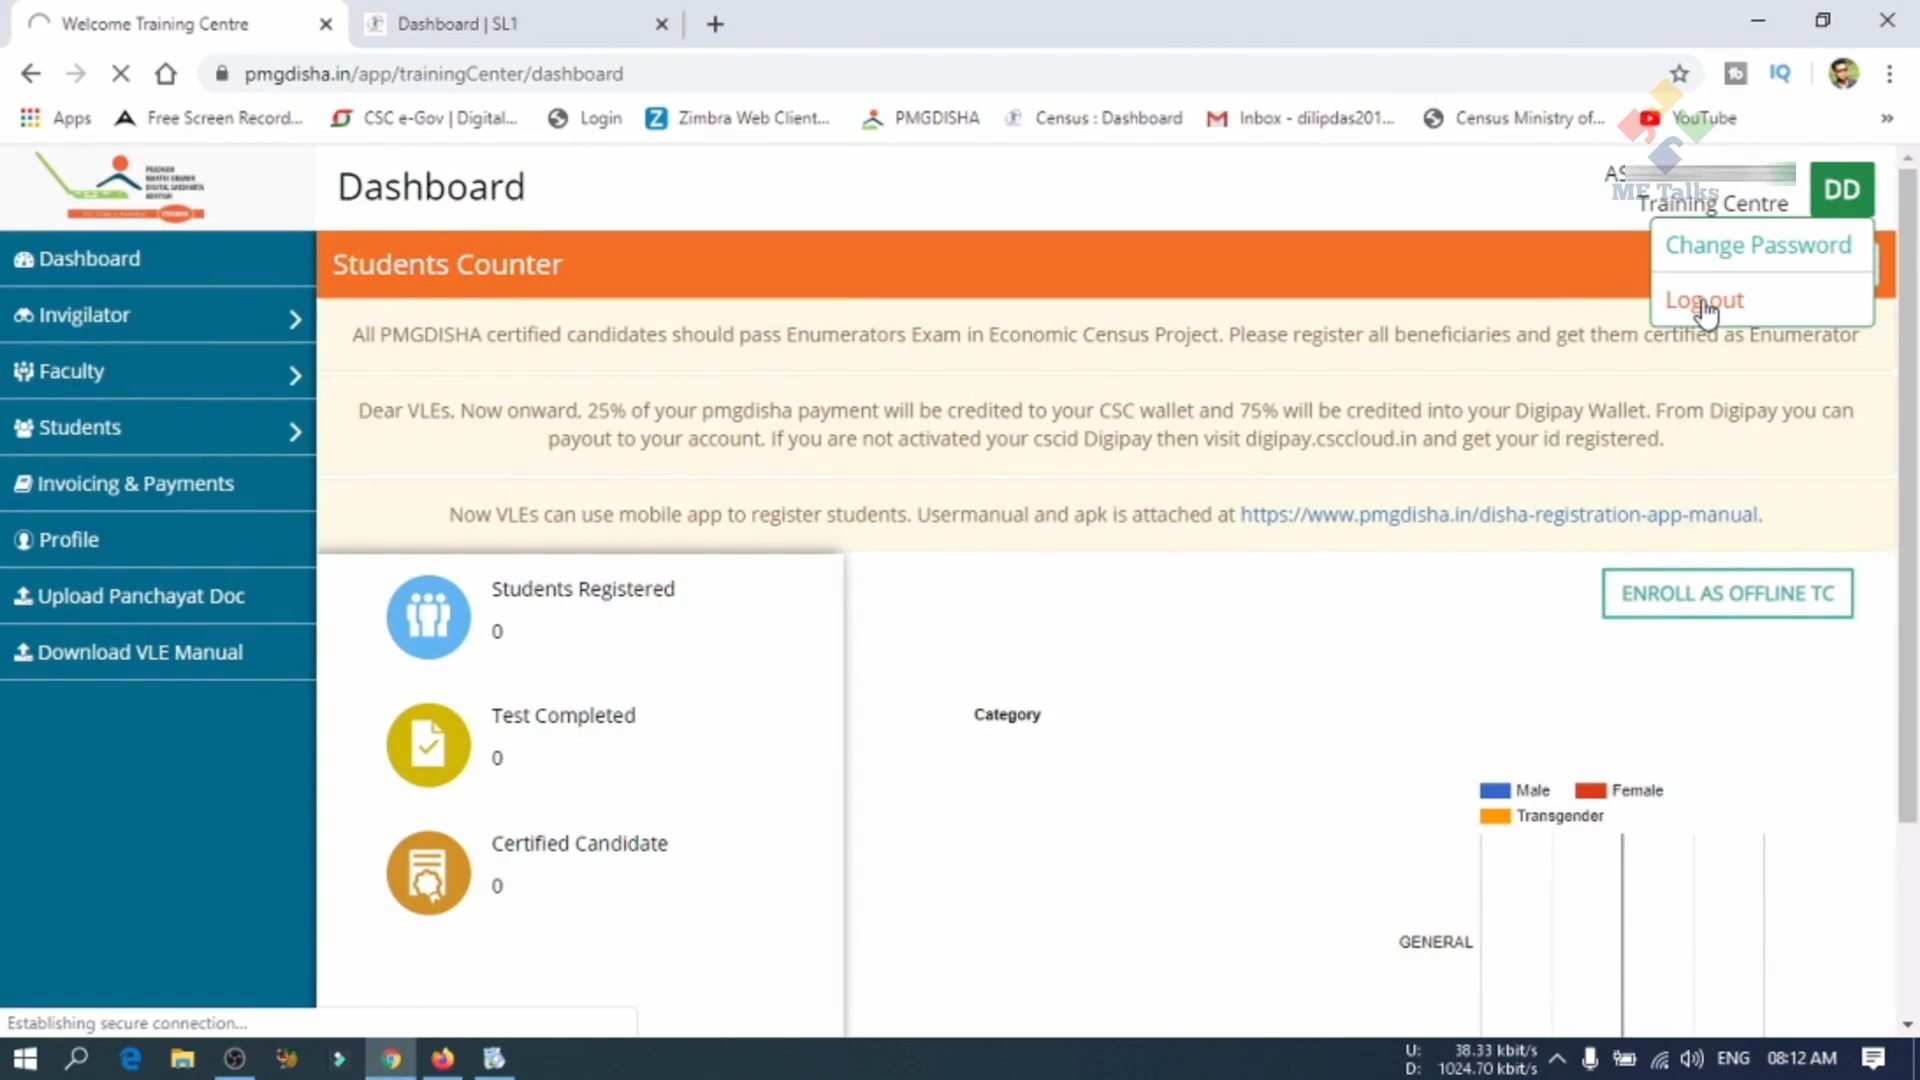 Welcome Training Centre
Dashboard | SL1
pmgdisha.in/app/trainingCenter/dashboard
IQ
Apps
Free Screen Record...
CSC e-Gov | Digital...
Login
Zimbra Web Client...
PMGDISHA
Census : Dashboard
Inbox - dilipdas201...
Census Ministry of...
YouTube
Dashboard
AS
ME Talks
Training Centre
DD
Change Password
Log out
Dashboard
Invigilator
Faculty
Students
Invoicing & Payments
Profile
Upload Panchayat Doc
Download VLE Manual
Students Counter
All PMGDISHA certified candidates should pass Enumerators Exam in Economic Census Project. Please register all beneficiaries and get them certified as Enumerator
Dear VLEs, Now onward, 25% of your pmgdisha payment will be credited to your CSC wallet and 75% will be credited into your Digipay Wallet. From Digipay you can
payout to your account. If you are not activated your cscid Digipay then visit digipay.csccloud.in and get your id registered.
Now VLEs can use mobile app to register students. Usermanual and apk is attached at https://www.pmgdisha.in/disha-registration-app-manual.
Students Registered
0
Test Completed
0
Certified Candidate
0
ENROLL AS OFFLINE TC
Category
Male Female
Transgender
GENERAL
Establishing secure connection...
U: 38.33 kbit/s
D: 1024.70 kbit/s
ENG
08:12 AM